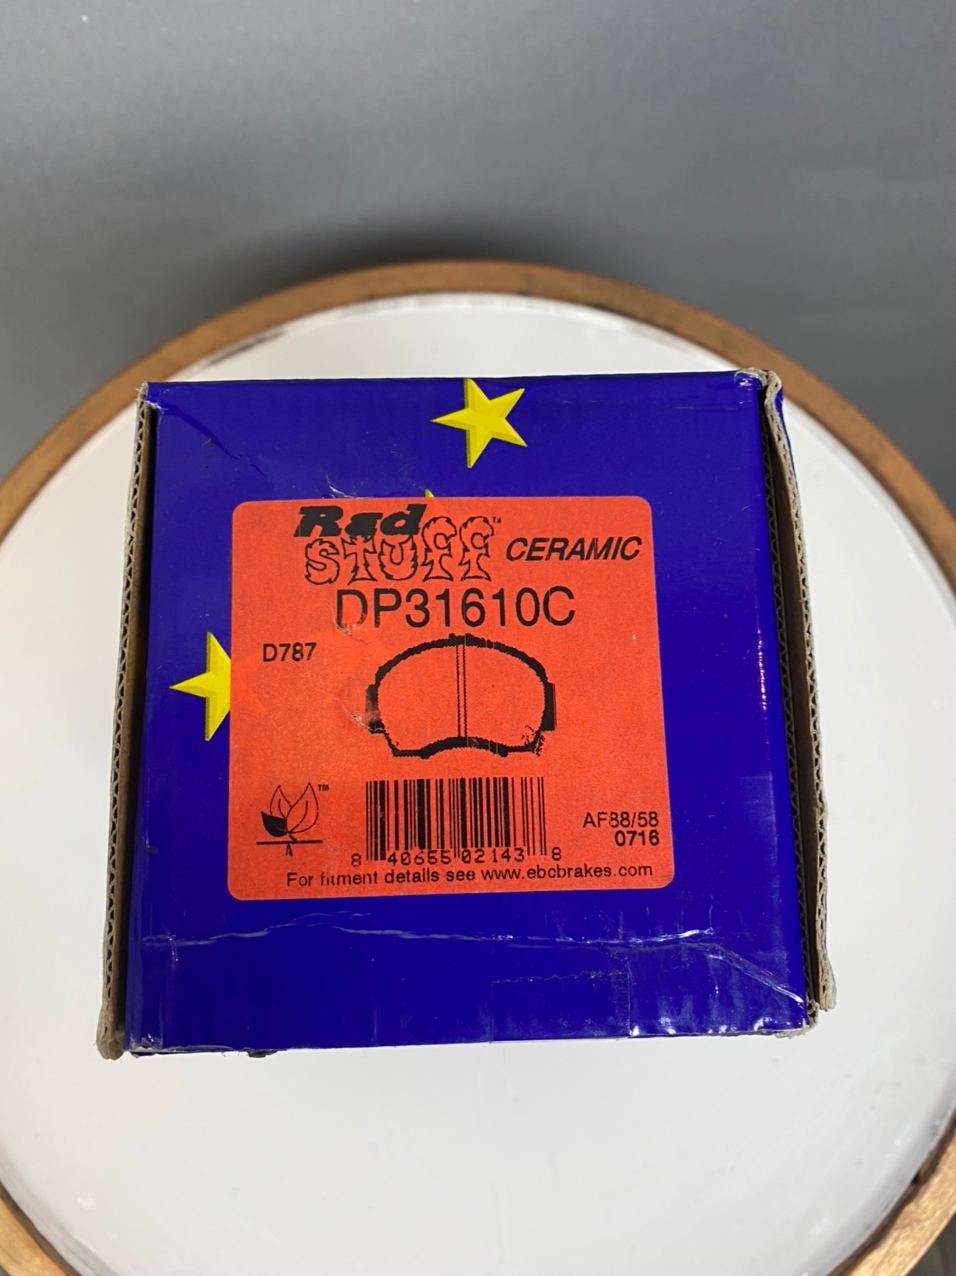 Red
STUFF™ CERAMIC
DP31610C
D787
™
A
AF88/58
0716
8 40655 02143 8
For fitment details see www.ebcbrakes.com